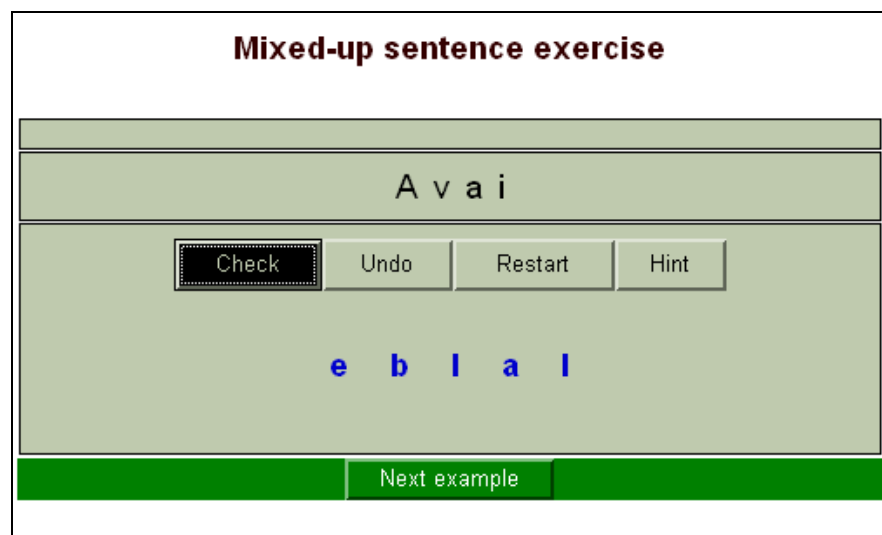 Mixed-up sentence exercise
A v a i
Check Undo Restart Hint
e b l a l
Next example